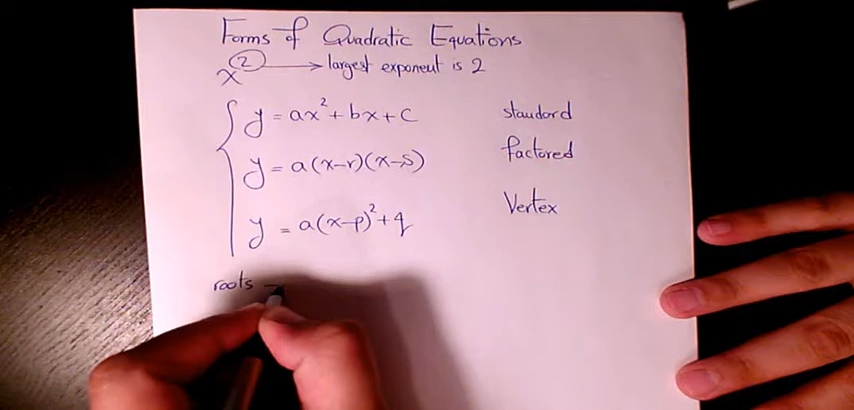 Forms of Quadratic Equations
x² → largest exponent is 2
y = ax² + bx + c standard
y = a(x-r)(x-s) factored
y = a(x-p)² + q Vertex
roots →